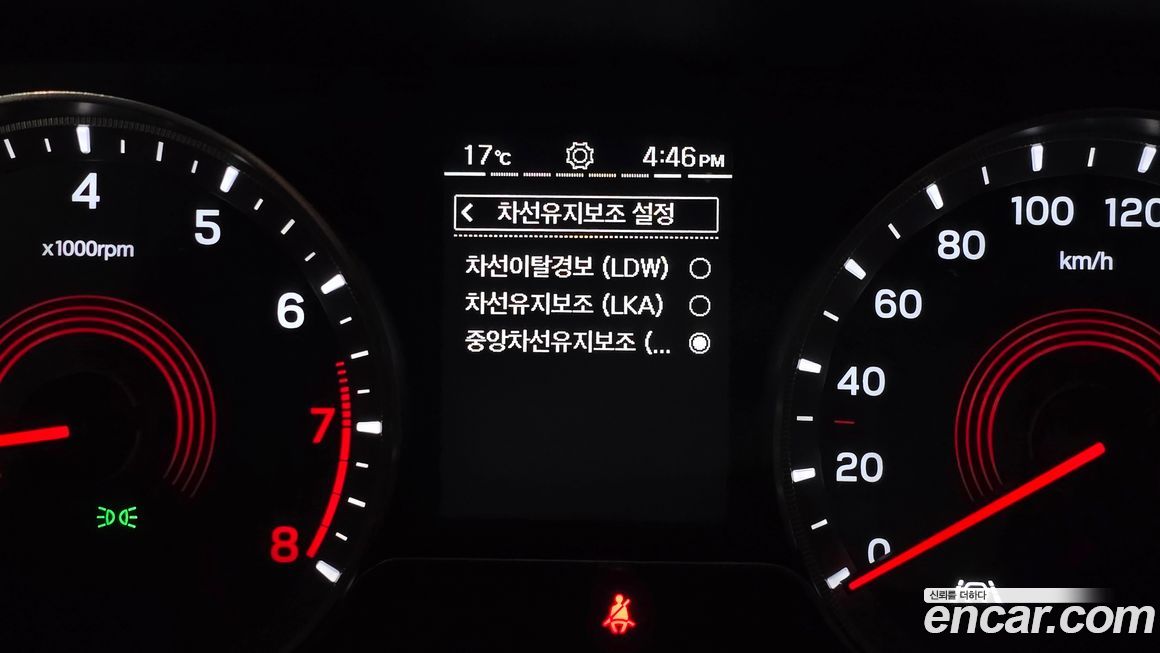 17°C 4:46PM
< 차선유지보조 설정
차선이탈경보 (LDW)
차선유지보조 (LKA)
중앙차선유지보조 (...
4
5
6
7
8
x1000rpm
0
20
40
60
80
100
120
km/h
신뢰를 더하다
encar.com